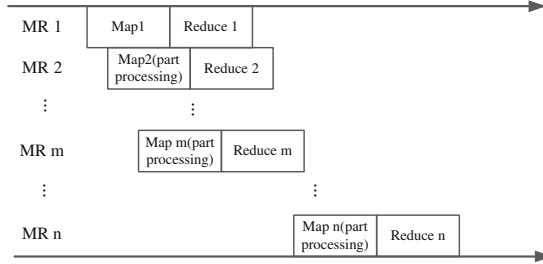 MR 1
Map1
Reduce 1
MR 2
Map2(part
processing)
Reduce 2
⋮
⋮
MR m
Map m(part
processing)
Reduce m
⋮
⋮
MR n
Map n(part
processing)
Reduce n